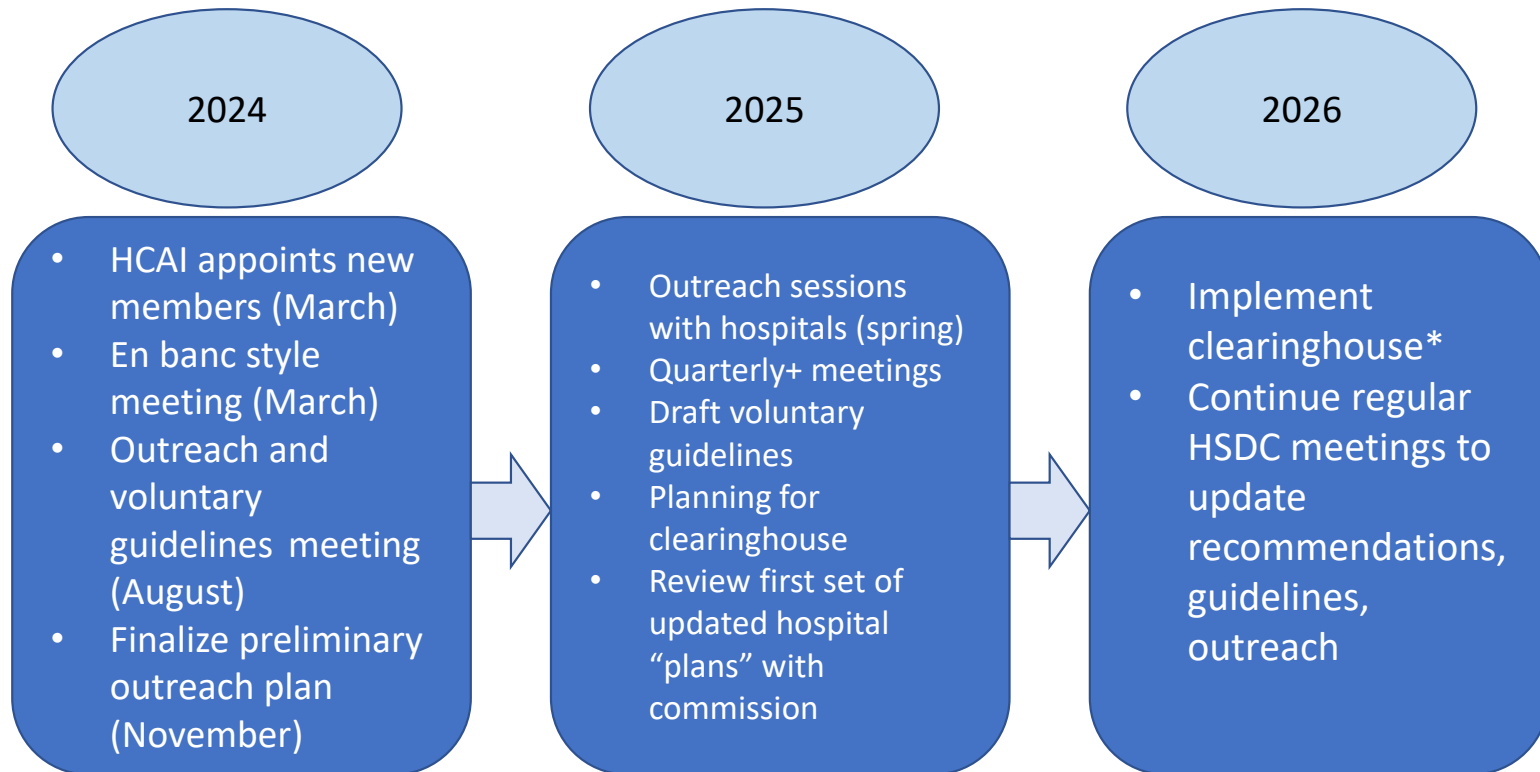 2024
• HCAI appoints new
members (March)
• En banc style
meeting (March)
• Outreach and
voluntary
guidelines meeting
(August)
• Finalize preliminary
outreach plan
(November)
2025
• Outreach sessions
with hospitals (spring)
• Quarterly+ meetings
• Draft voluntary
guidelines
• Planning for
clearinghouse
• Review first set of
updated hospital
“plans” with
commission
2026
• Implement
clearinghouse*
• Continue regular
HSDC meetings to
update
recommendations,
guidelines,
outreach